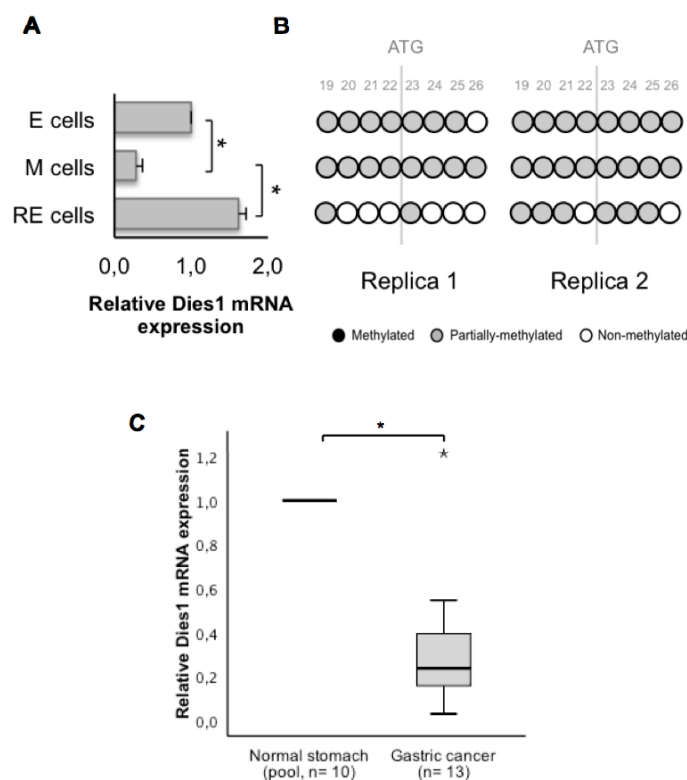 A
E cells
M cells
RE cells
*
*
0,0 1,0 2,0
Relative Dies1 mRNA
expression
B
ATG ATG
19 20 21 22 23 24 25 26 19 20 21 22 23 24 25 26
Replica 1 Replica 2
Methylated Partially-methylated Non-methylated
C
*
Relative Dies1 mRNA expression
1,2
1,0
0,8
0,6
0,4
0,2
0,0
Normal stomach Gastric cancer
(pool, n= 10) (n= 13)